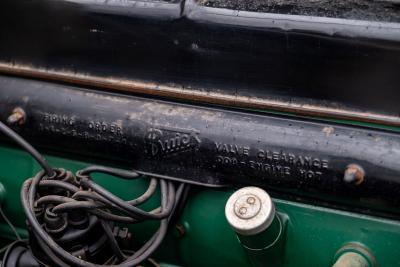 FIRING ORDER
Buick
VALVE CLEARANCE
ENGINE HOT